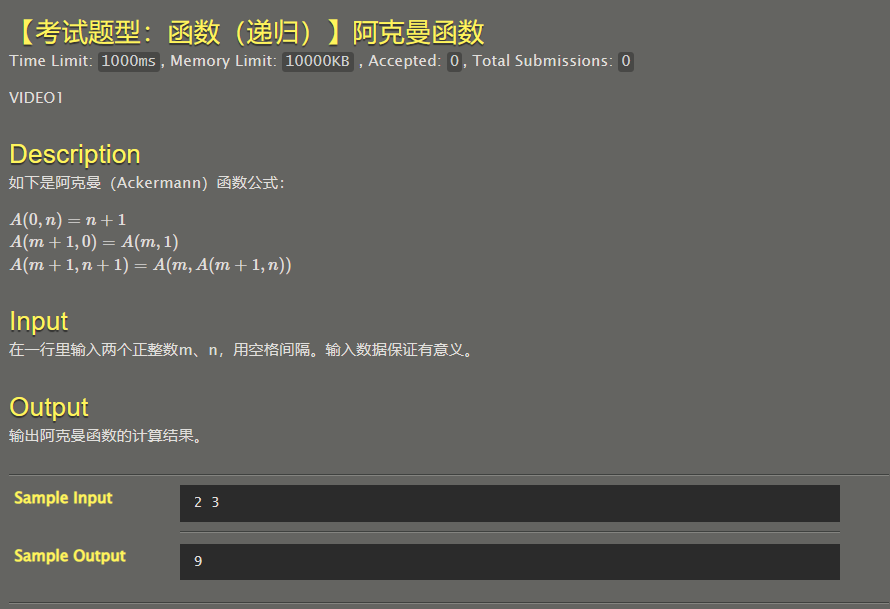 【考试题型：函数（递归）】阿克曼函数
Time Limit: 1000ms , Memory Limit: 10000KB , Accepted: 0 , Total Submissions: 0
VIDEO1
Description
如下是阿克曼（Ackermann）函数公式：
A(0, n) = n + 1
A(m + 1, 0) = A(m, 1)
A(m + 1, n + 1) = A(m, A(m + 1, n))
Input
在一行里输入两个正整数m、n，用空格间隔。输入数据保证有意义。
Output
输出阿克曼函数的计算结果。
Sample Input
2 3
Sample Output
9